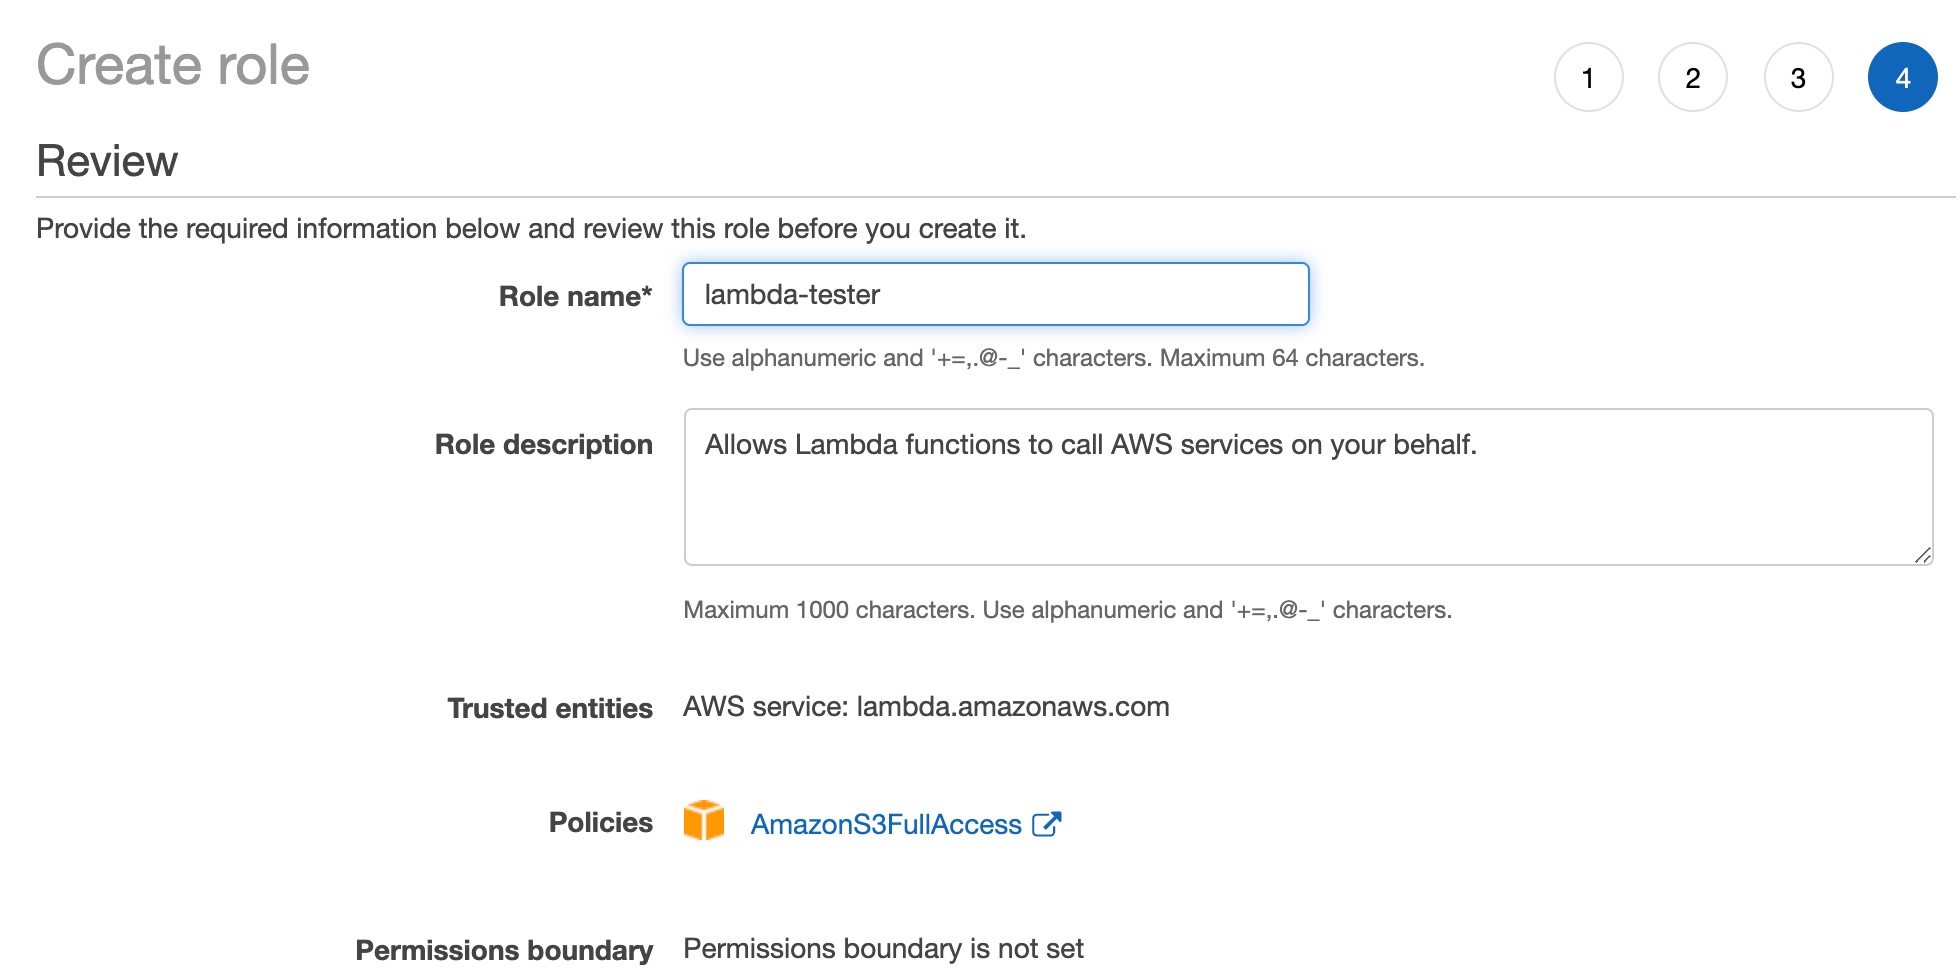 Create role
1 2 3 4
Review
Provide the required information below and review this role before you create it.
Role name* lambda-tester
Use alphanumeric and '+=,.@-_' characters. Maximum 64 characters.
Role description Allows Lambda functions to call AWS services on your behalf.
Maximum 1000 characters. Use alphanumeric and '+=,.@-_' characters.
Trusted entities AWS service: lambda.amazonaws.com
Policies AmazonS3FullAccess
Permissions boundary Permissions boundary is not set